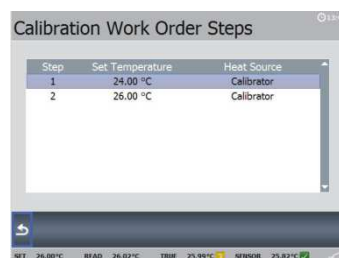 Calibration Work Order Steps
Step Set Temperature Heat Source
1 24.00 °C Calibrator
2 26.00 °C Calibrator
SET 26.00°C READ 26.02°C TRUE 25.99°C SENSOR 25.82°C